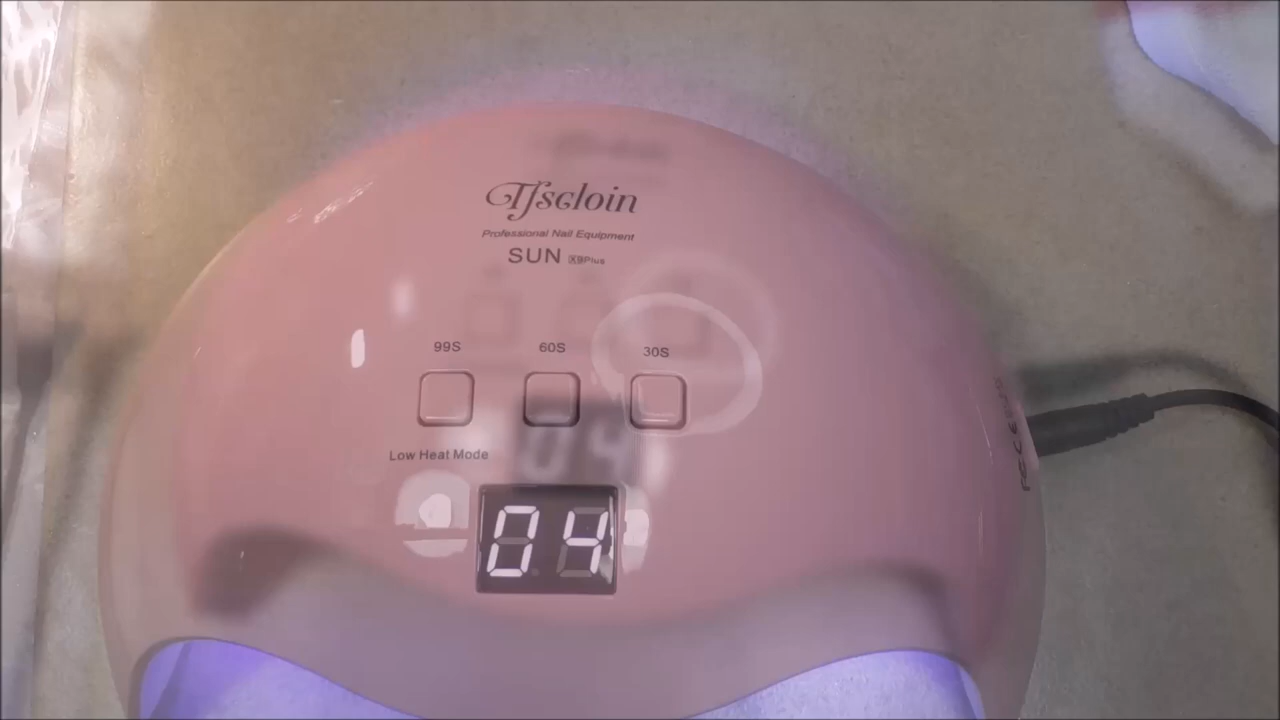 Tfscloin
Professional Nail Equipment
SUN X9Plus
99S 60S 30S
Low Heat Mode
04